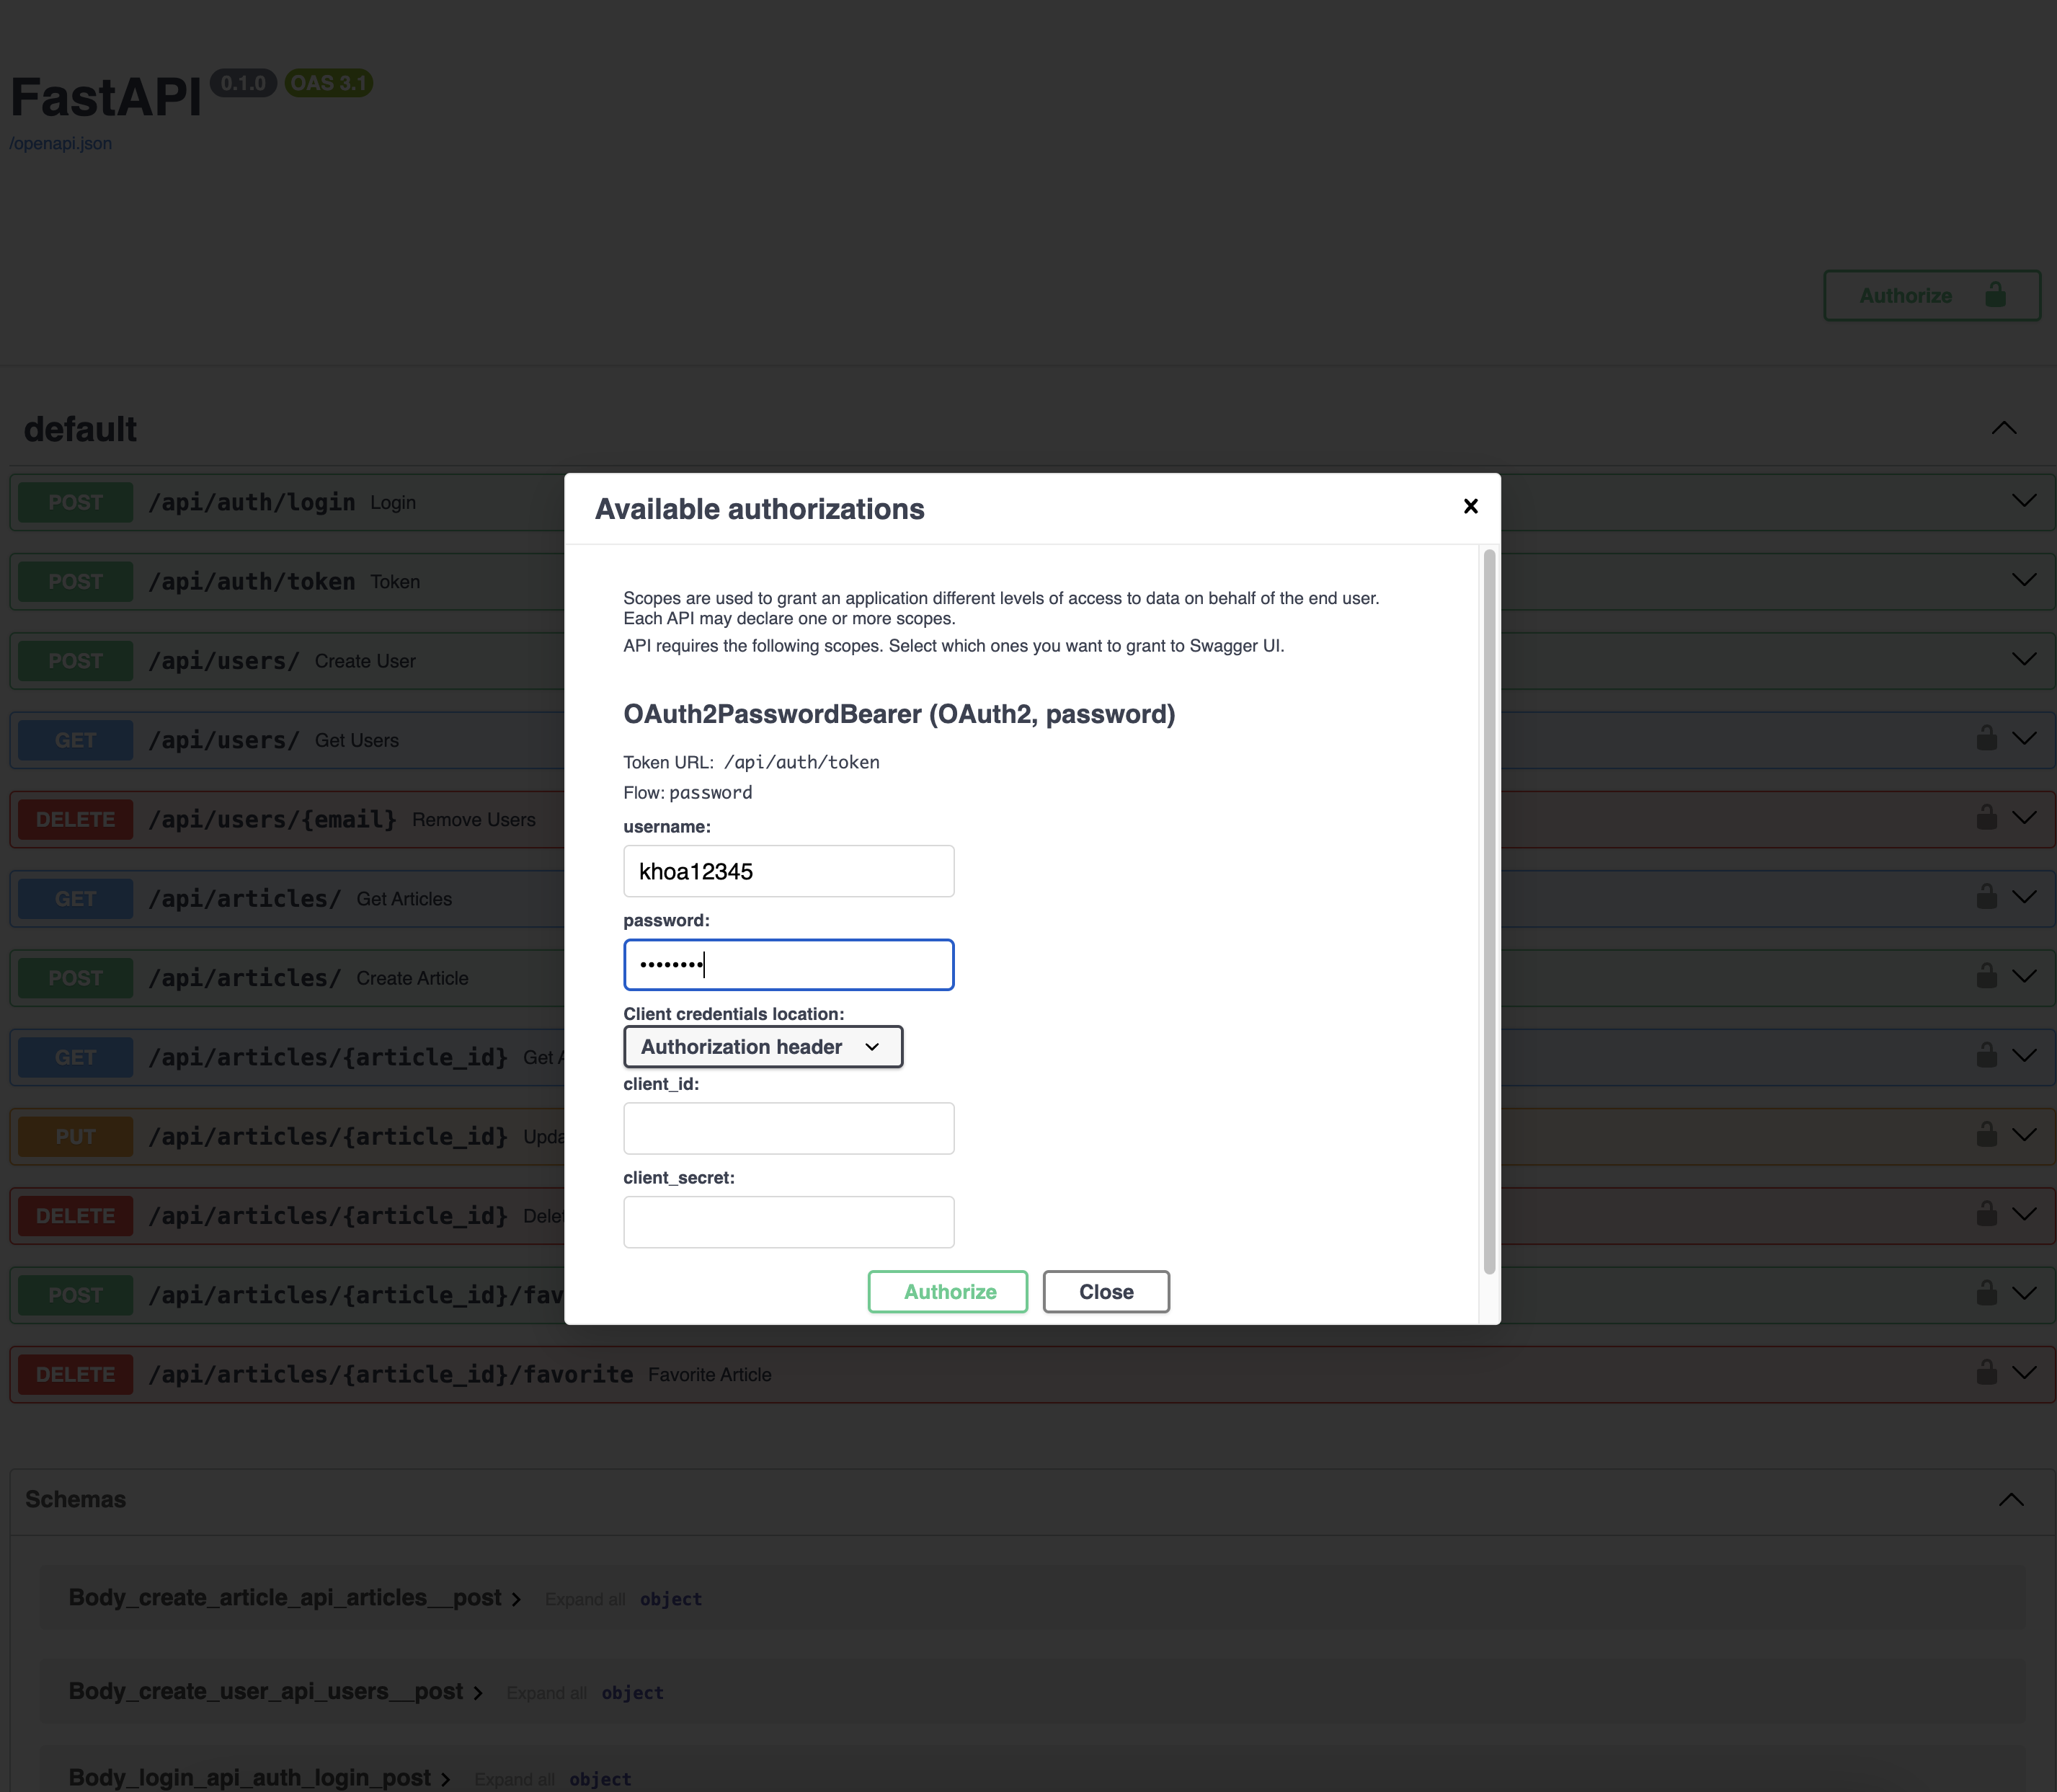 FastAPI 0.1.0 OAS 3.1
/openapi.json
Authorize
default
POST /api/auth/login Login
POST /api/auth/token Token
POST /api/users/ Create User
GET /api/users/ Get Users
DELETE /api/users/{email} Remove Users
GET /api/articles/ Get Articles
POST /api/articles/ Create Article
GET /api/articles/{article_id} Get
PUT /api/articles/{article_id} Upda
DELETE /api/articles/{article_id} Dele
POST /api/articles/{article_id}/fav
DELETE /api/articles/{article_id}/favorite Favorite Article
Available authorizations
Scopes are used to grant an application different levels of access to data on behalf of the end user.
Each API may declare one or more scopes.
API requires the following scopes. Select which ones you want to grant to Swagger UI.
OAuth2PasswordBearer (OAuth2, password)
Token URL: /api/auth/token
Flow: password
username:
khoa12345
password:
••••••••
Client credentials location:
Authorization header
client_id:
client_secret:
Authorize Close
Schemas
Body_create_article_api_articles__post Expand all object
Body_create_user_api_users__post Expand all object
Body_login_api_auth_login_post Expand all object